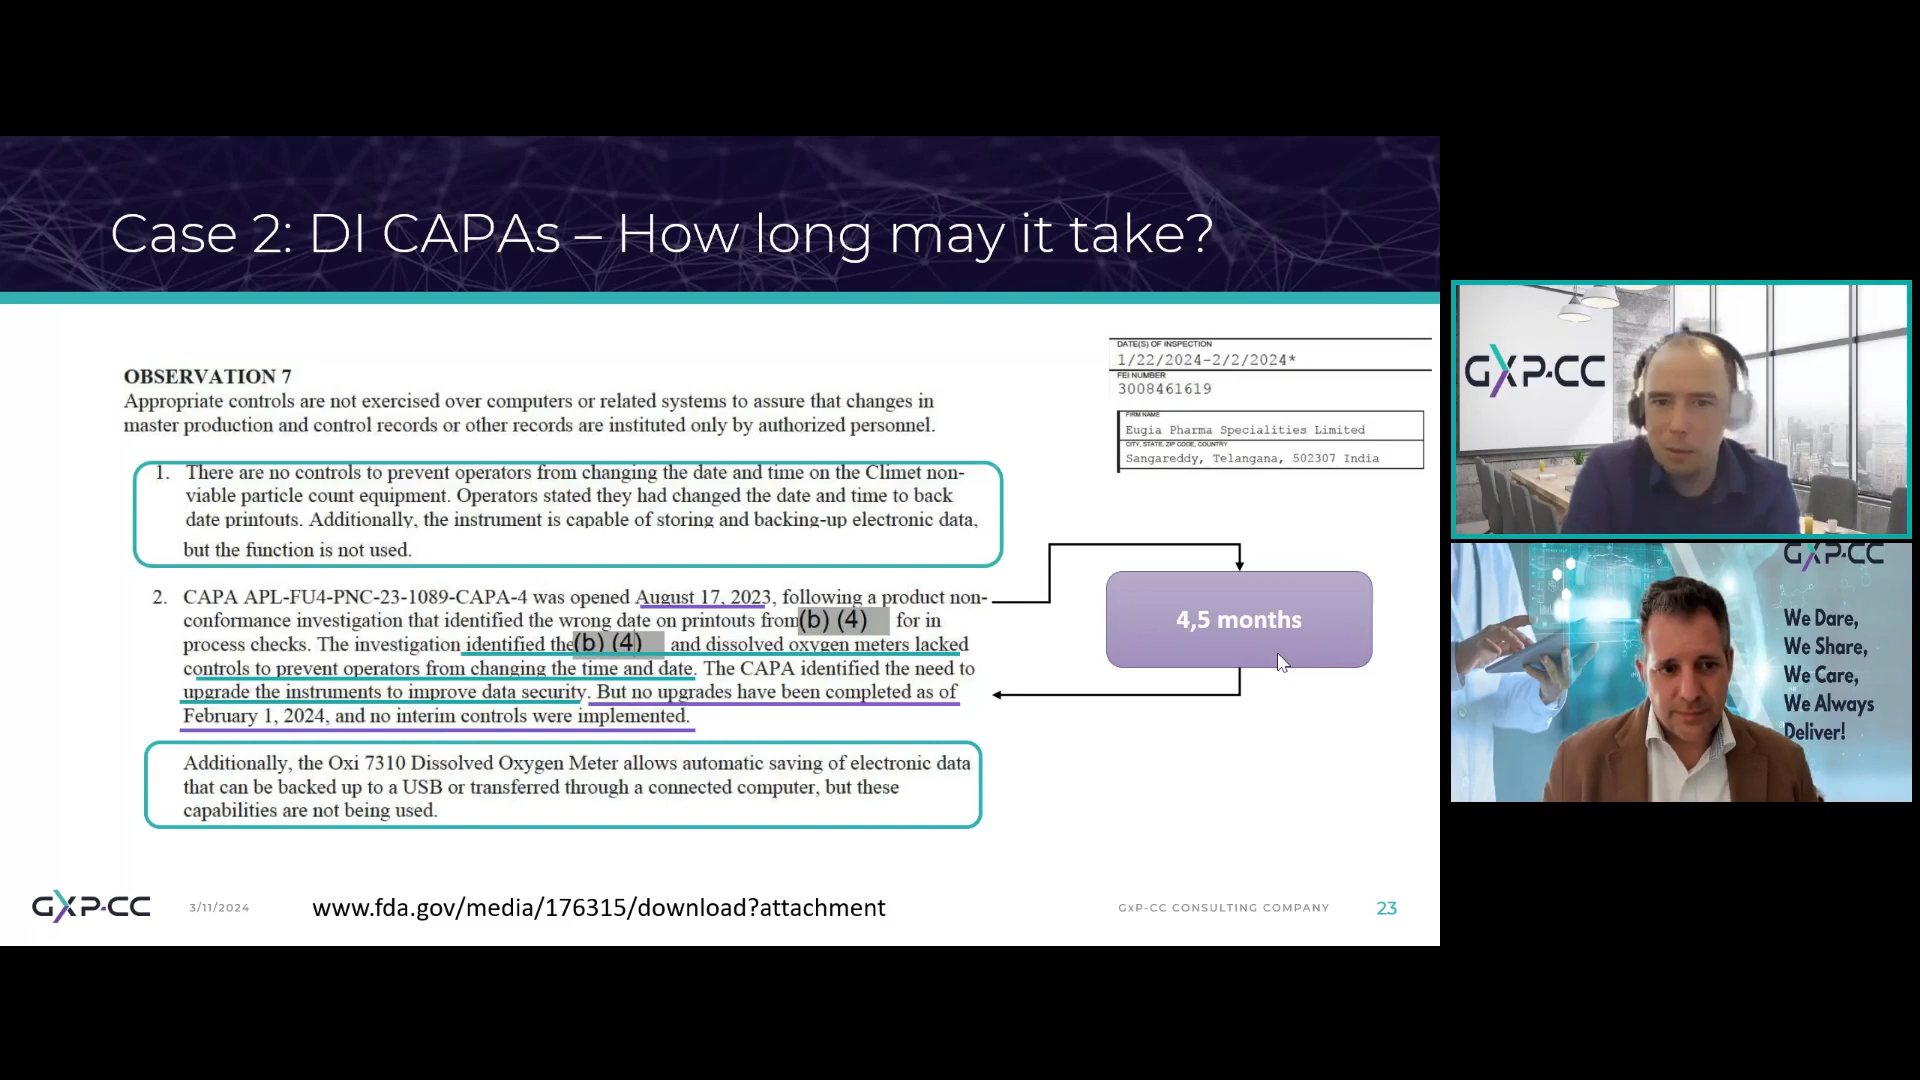 Case 2: DI CAPAs – How long may it take?
OBSERVATION 7
Appropriate controls are not exercised over computers or related systems to assure that changes in
master production and control records or other records are instituted only by authorized personnel.
1. There are no controls to prevent operators from changing the date and time on the Climet non-
viable particle count equipment. Operators stated they had changed the date and time to back
date printouts. Additionally, the instrument is capable of storing and backing-up electronic data,
but the function is not used.
2. CAPA APL-FU4-PNC-23-1089-CAPA-4 was opened August 17, 2023, following a product non-
conformance investigation that identified the wrong date on printouts from (b) (4) for in
process checks. The investigation identified the (b) (4) and dissolved oxygen meters lacked
controls to prevent operators from changing the time and date. The CAPA identified the need to
upgrade the instruments to improve data security. But no upgrades have been completed as of
February 1, 2024, and no interim controls were implemented.
Additionally, the Oxi 7310 Dissolved Oxygen Meter allows automatic saving of electronic data
that can be backed up to a USB or transferred through a connected computer, but these
capabilities are not being used.
DATE(S) OF INSPECTION
1/22/2024-2/2/2024*
FEI NUMBER
3008461619
FIRM NAME
Eugia Pharma Specialities Limited
CITY, STATE, ZIP CODE, COUNTRY
Sangareddy, Telangana, 502307 India
4,5 months
GXP-CC
3/11/2024
www.fda.gov/media/176315/download?attachment
GxP-CC CONSULTING COMPANY
23
GXP-CC
GXP-CC
We Dare,
We Share,
We Care,
We Always
Deliver!